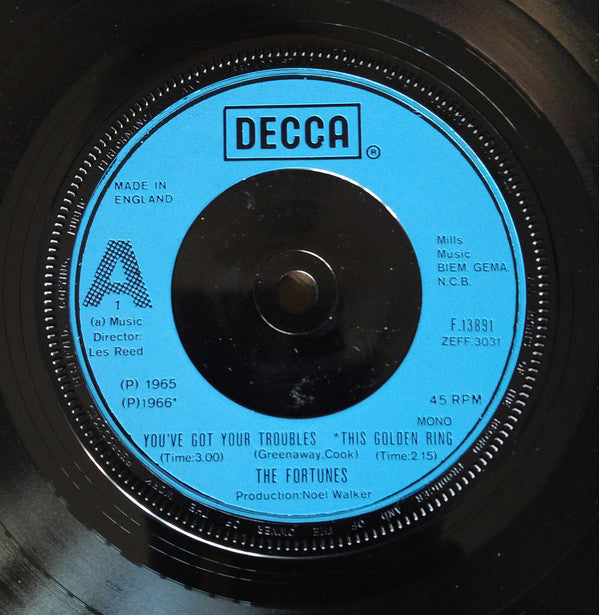 DECCA
®
MADE IN
ENGLAND
Mills
Music
BIEM. GEMA.
N.C.B.
A
1
(a) Music
Director:
Les Reed
F.13891
ZEFF.3031
(P) 1965
(P)1966*
45 RPM
MONO
YOU'VE GOT YOUR TROUBLES *THIS GOLDEN RING
(Time:3.00) (Greenaway,Cook) (Time:2.15)
THE FORTUNES
Production:Noel Walker